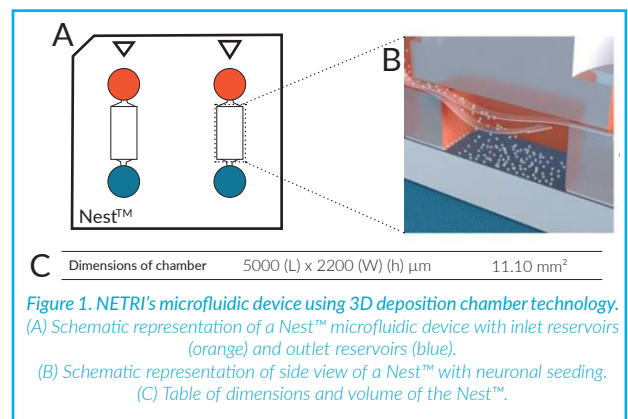 A
B
Nest™
C Dimensions of chamber 5000 (L) x 2200 (W) (h) µm 11.10 mm²
Figure 1. NETRI's microfluidic device using 3D deposition chamber technology.
(A) Schematic representation of a Nest™ microfluidic device with inlet reservoirs
(orange) and outlet reservoirs (blue).
(B) Schematic representation of side view of a Nest™ with neuronal seeding.
(C) Table of dimensions and volume of the Nest™.